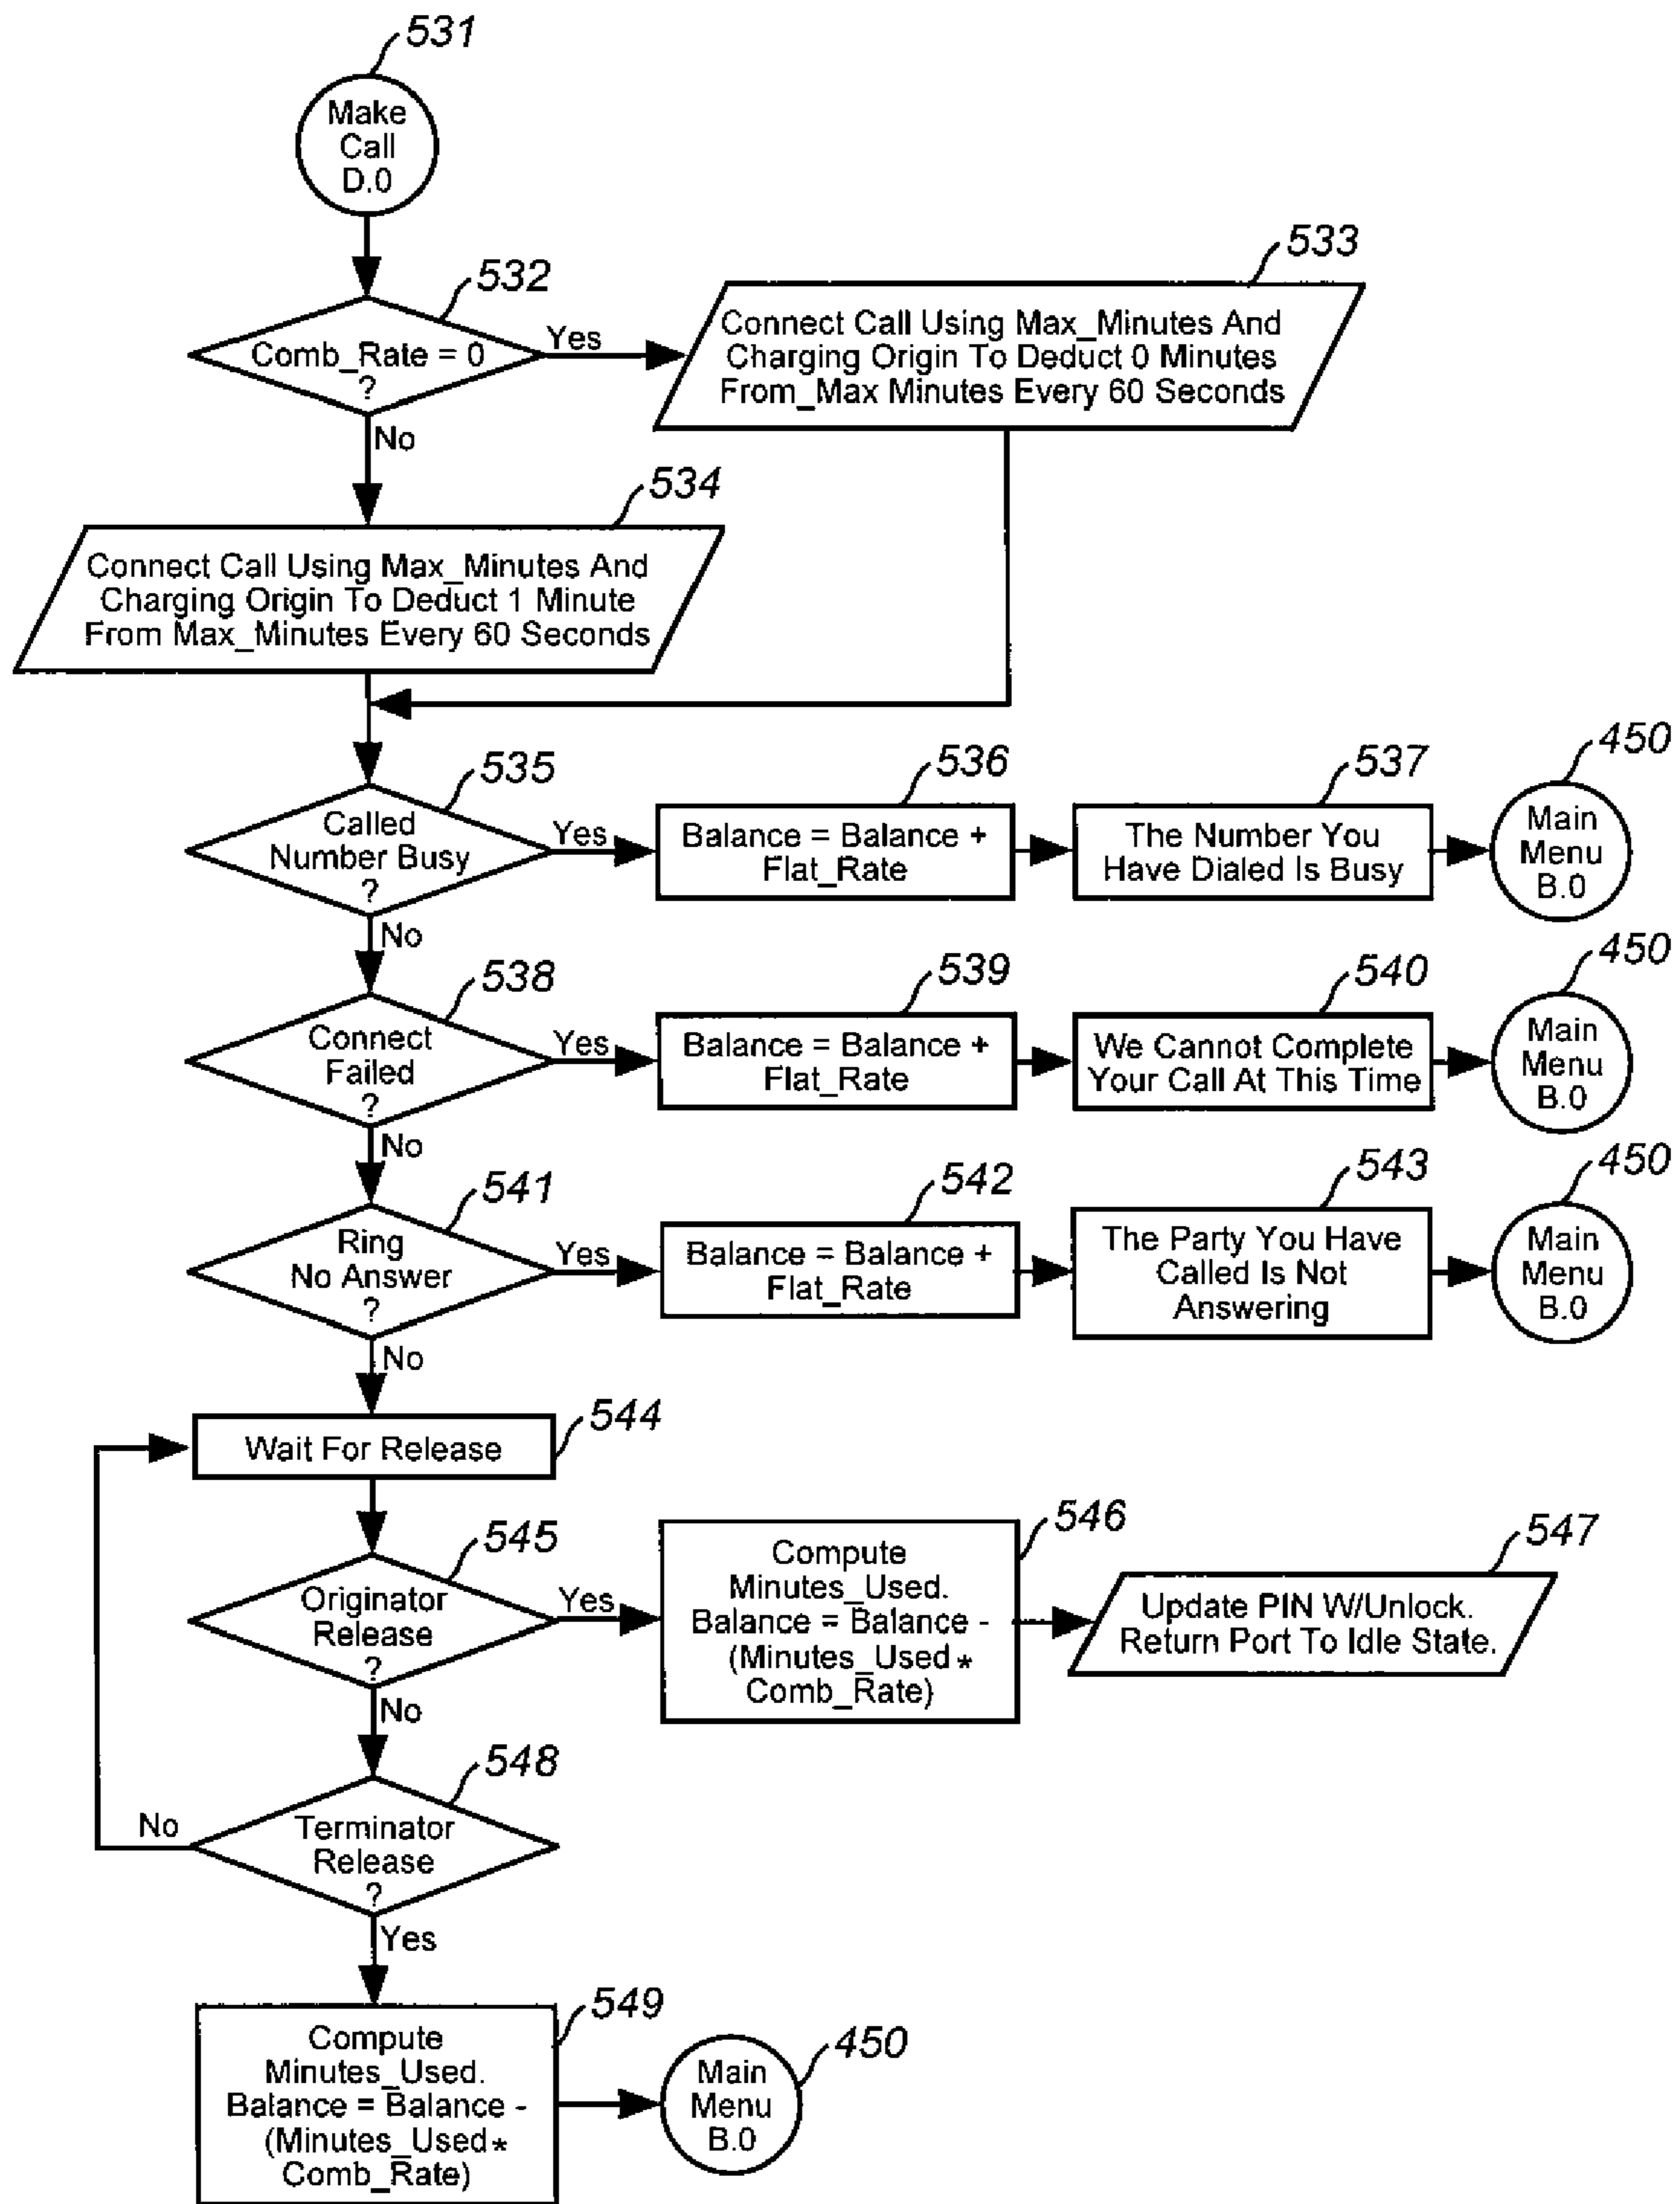 531
Make
Call
D.0
532
Comb_Rate = 0
?
Yes
No
533
Connect Call Using Max_Minutes And
Charging Origin To Deduct 0 Minutes
From_Max Minutes Every 60 Seconds
534
Connect Call Using Max_Minutes And
Charging Origin To Deduct 1 Minute
From Max_Minutes Every 60 Seconds
535
Called
Number Busy
?
Yes
No
536
Balance = Balance +
Flat_Rate
537
The Number You
Have Dialed Is Busy
450
Main
Menu
B.0
538
Connect
Failed
?
Yes
No
539
Balance = Balance +
Flat_Rate
540
We Cannot Complete
Your Call At This Time
450
Main
Menu
B.0
541
Ring
No Answer
?
Yes
No
542
Balance = Balance +
Flat_Rate
543
The Party You Have
Called Is Not
Answering
450
Main
Menu
B.0
544
Wait For Release
545
Originator
Release
?
Yes
No
546
Compute
Minutes_Used.
Balance = Balance -
(Minutes_Used*
Comb_Rate)
547
Update PIN W/Unlock.
Return Port To Idle State.
548
Terminator
Release
?
No
Yes
549
Compute
Minutes_Used.
Balance = Balance -
(Minutes_Used*
Comb_Rate)
450
Main
Menu
B.0